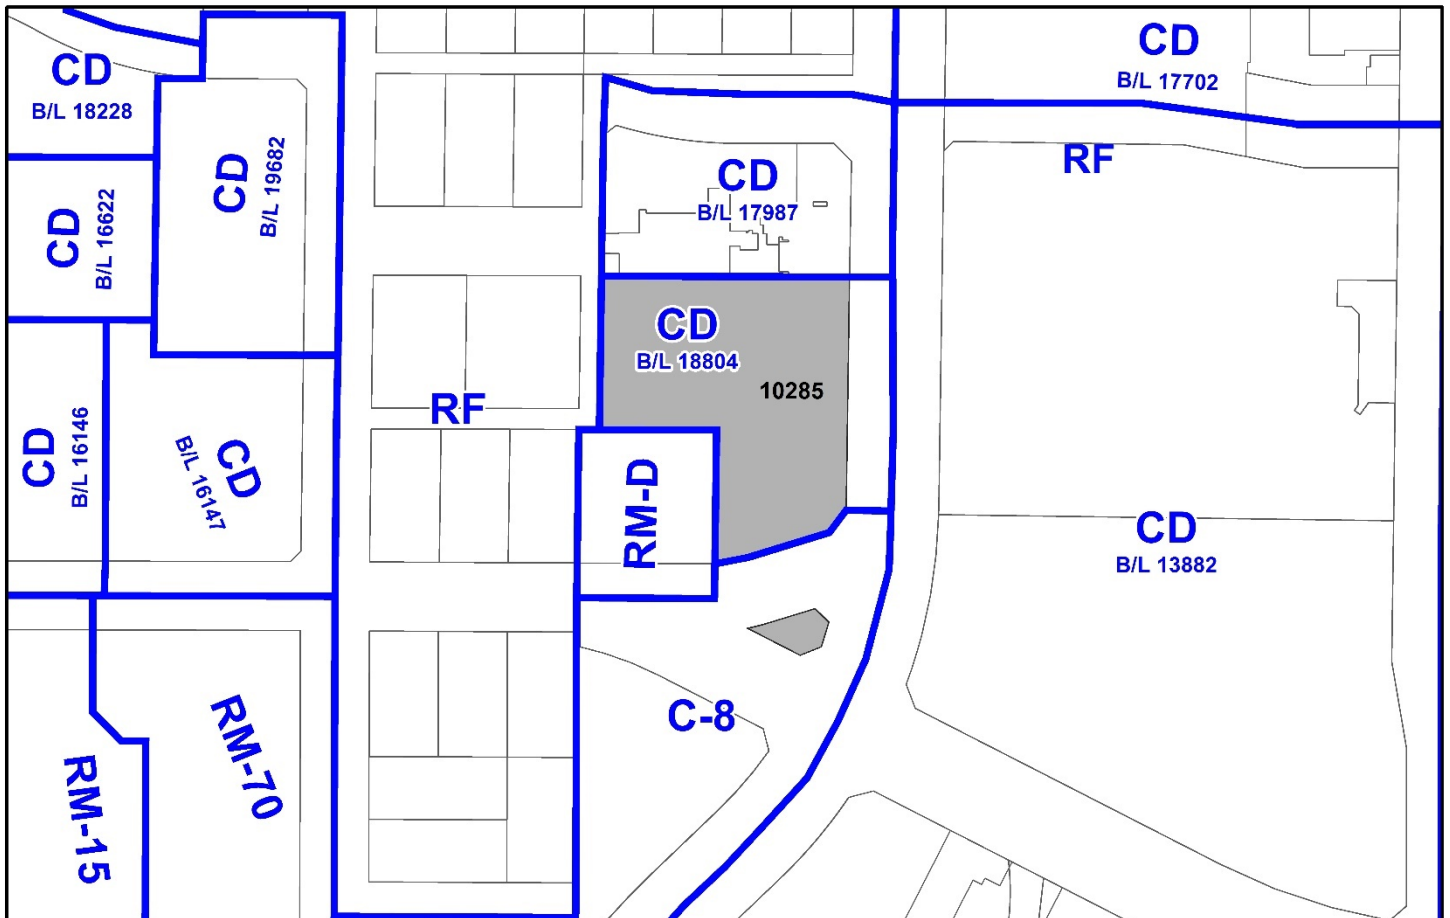 CD
B/L 17702
CD
B/L 18228
RF
CD
B/L 19682
CD
B/L 17987
CD
B/L 16622
CD
B/L 18804
10285
RF
CD
B/L 16146
CD
B/L 16147
RM-D
CD
B/L 13882
C-8
RM-70
RM-15